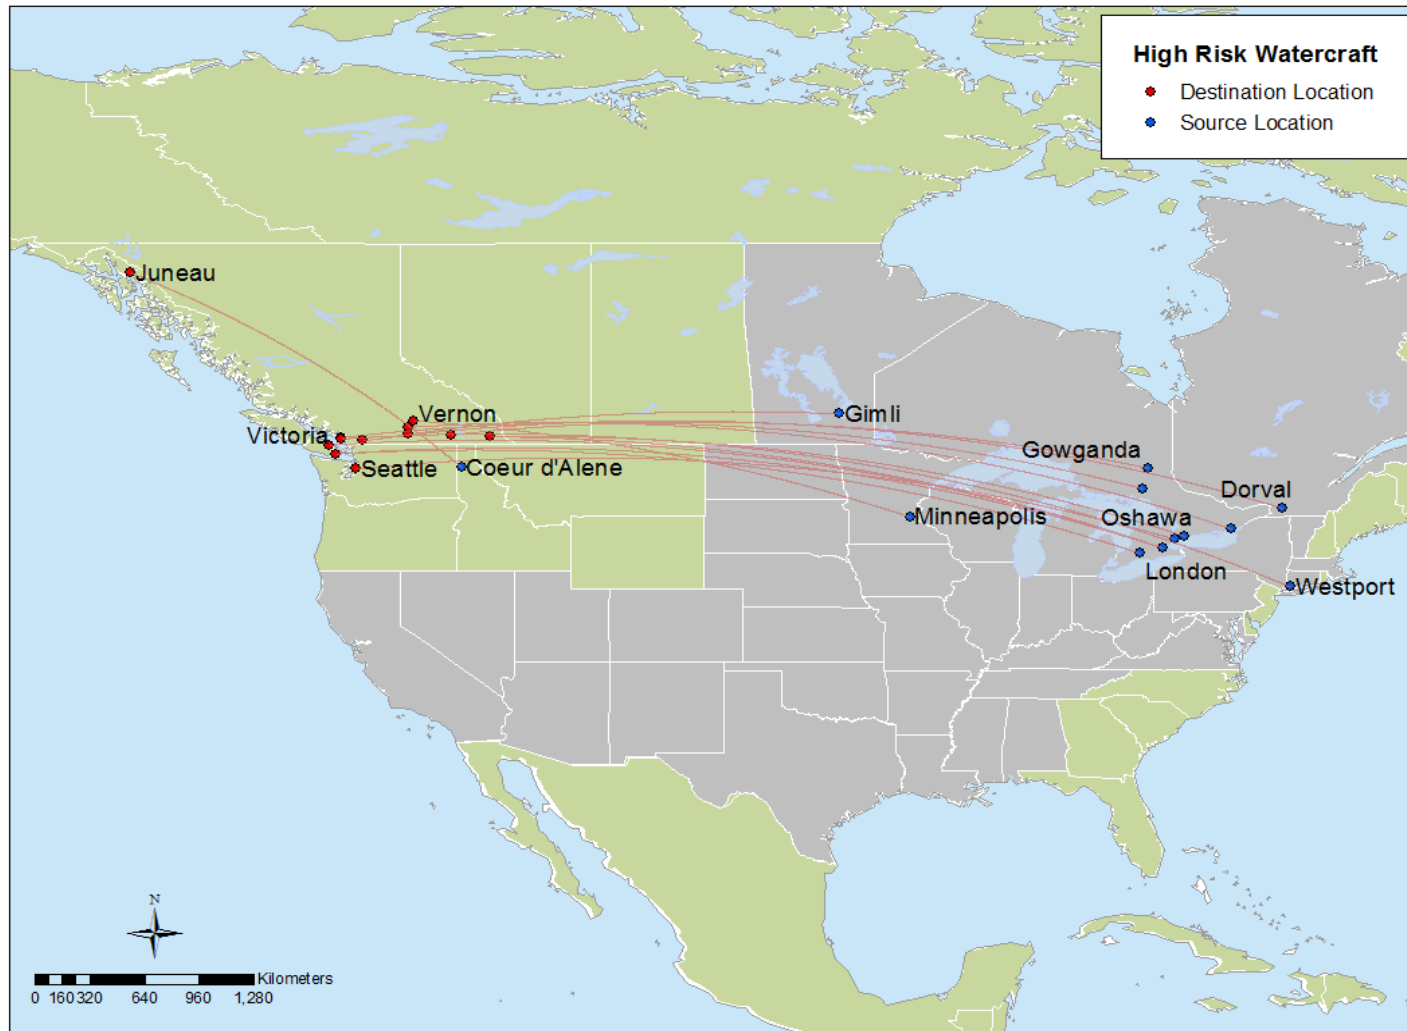 High Risk Watercraft
Destination Location
Source Location
Juneau
Vernon
Victoria
Seattle
Coeur d'Alene
Gimli
Gowganda
Dorval
Minneapolis
Oshawa
London
Westport
N
Kilometers
0 160 320 640 960 1,280